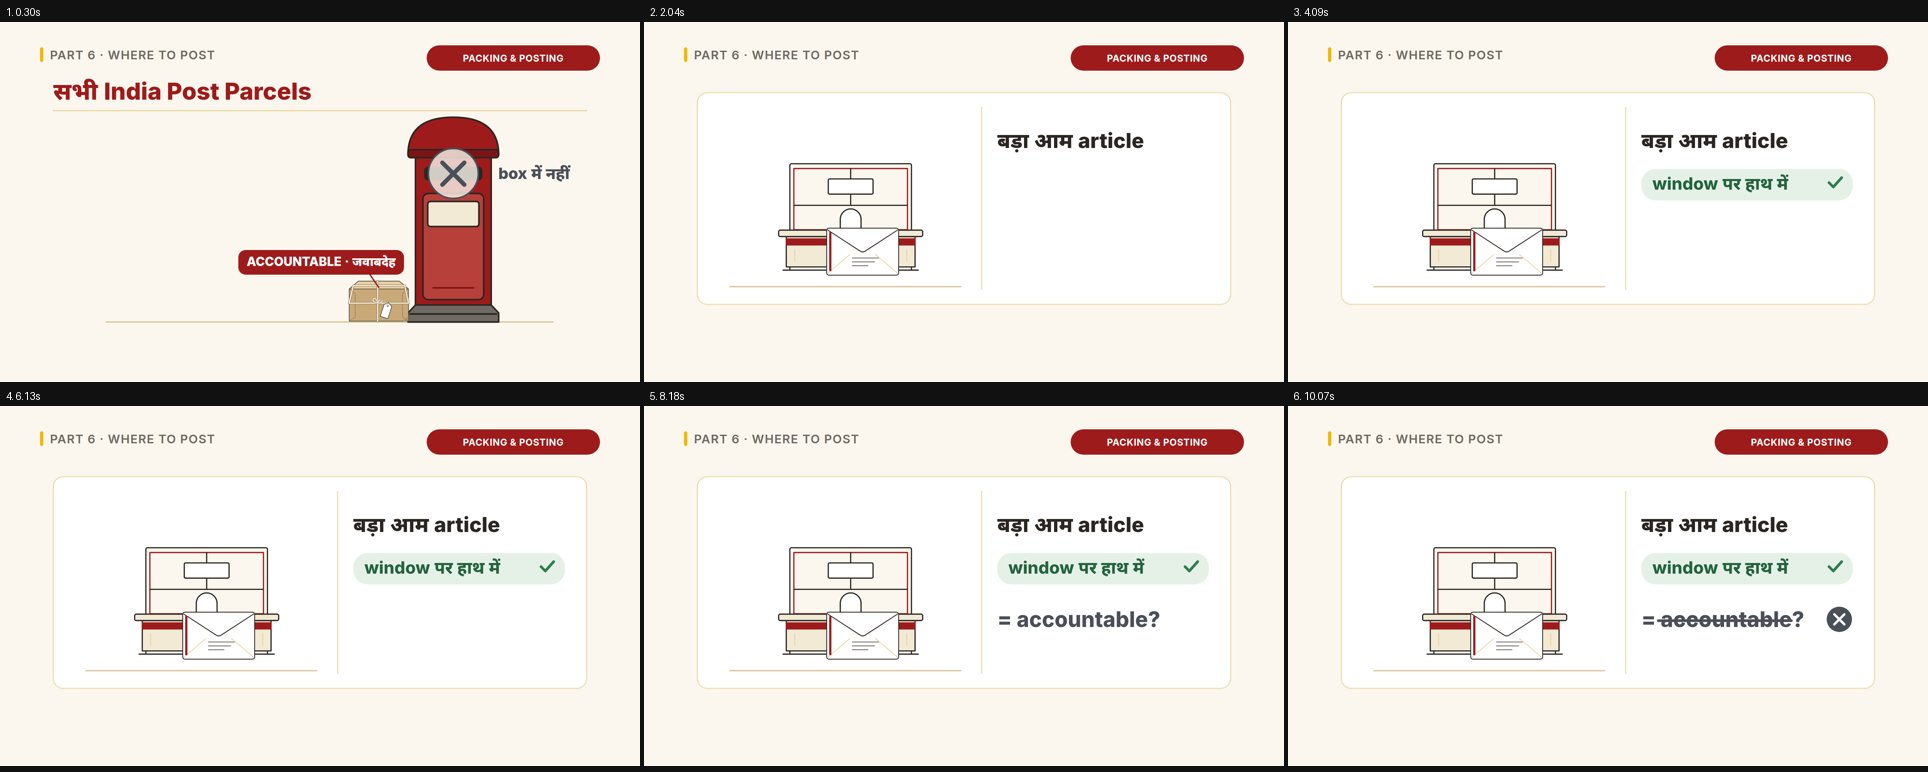 1. 0.30s
PART 6 · WHERE TO POST
PACKING & POSTING
सभी India Post Parcels
box में नहीं
ACCOUNTABLE · जवाबदेह
2. 2.04s
PART 6 · WHERE TO POST
PACKING & POSTING
बड़ा आम article
3. 4.09s
PART 6 · WHERE TO POST
PACKING & POSTING
बड़ा आम article
window पर हाथ में
4. 6.13s
PART 6 · WHERE TO POST
PACKING & POSTING
बड़ा आम article
window पर हाथ में
5. 8.18s
PART 6 · WHERE TO POST
PACKING & POSTING
बड़ा आम article
window पर हाथ में
= accountable?
6. 10.07s
PART 6 · WHERE TO POST
PACKING & POSTING
बड़ा आम article
window पर हाथ में
= accountable?